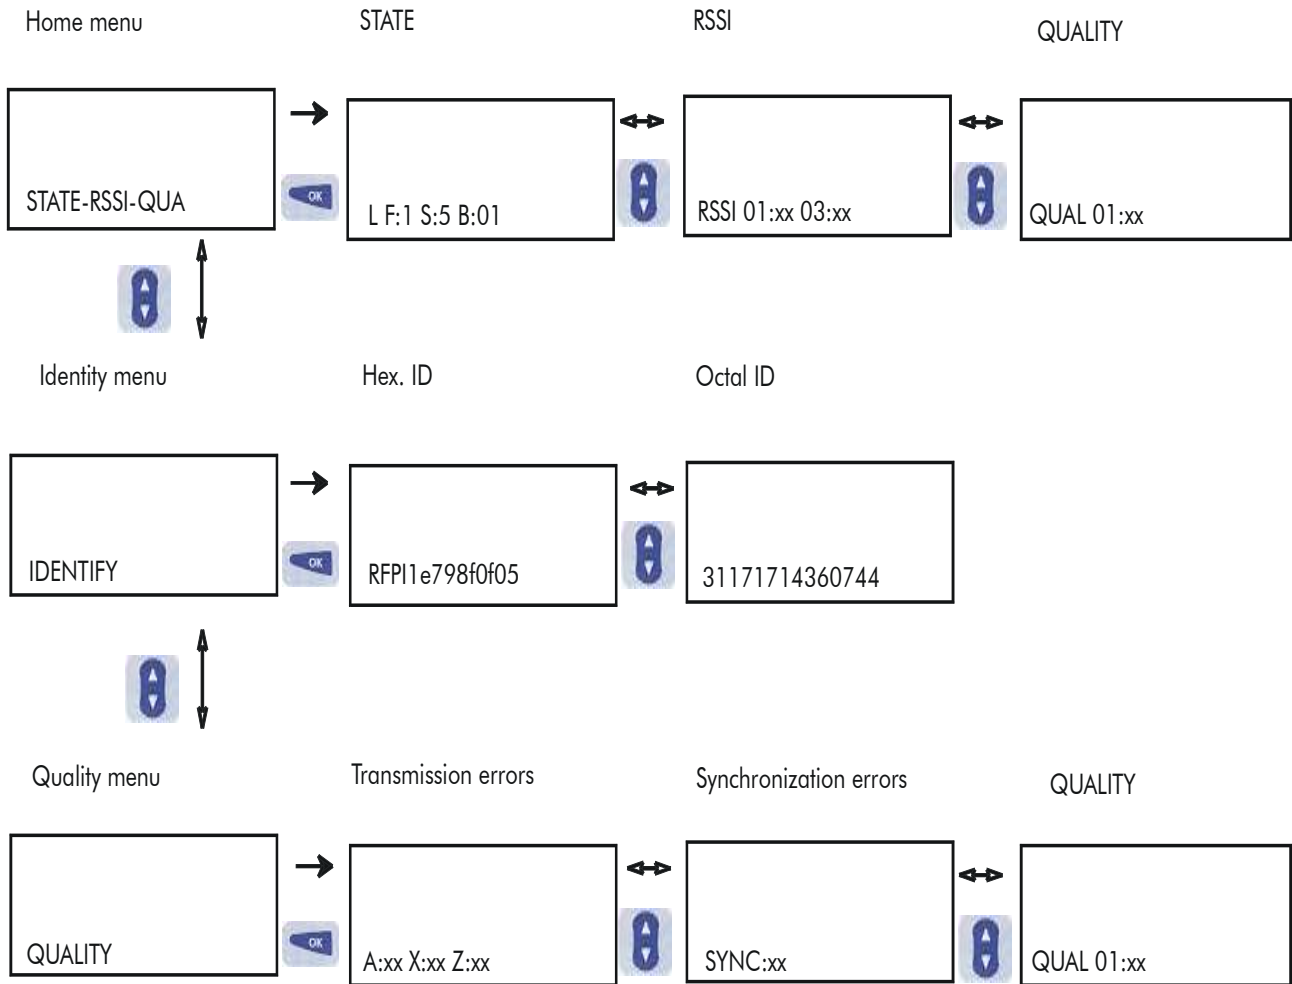 Home menu
STATE
RSSI
QUALITY
STATE-RSSI-QUA
OK
L F:1 S:5 B:01
RSSI 01:xx 03:xx
QUAL 01:xx
Identity menu
Hex. ID
Octal ID
IDENTIFY
OK
RFPI1e798f0f05
31171714360744
Quality menu
Transmission errors
Synchronization errors
QUALITY
QUALITY
OK
A:xx X:xx Z:xx
SYNC:xx
QUAL 01:xx